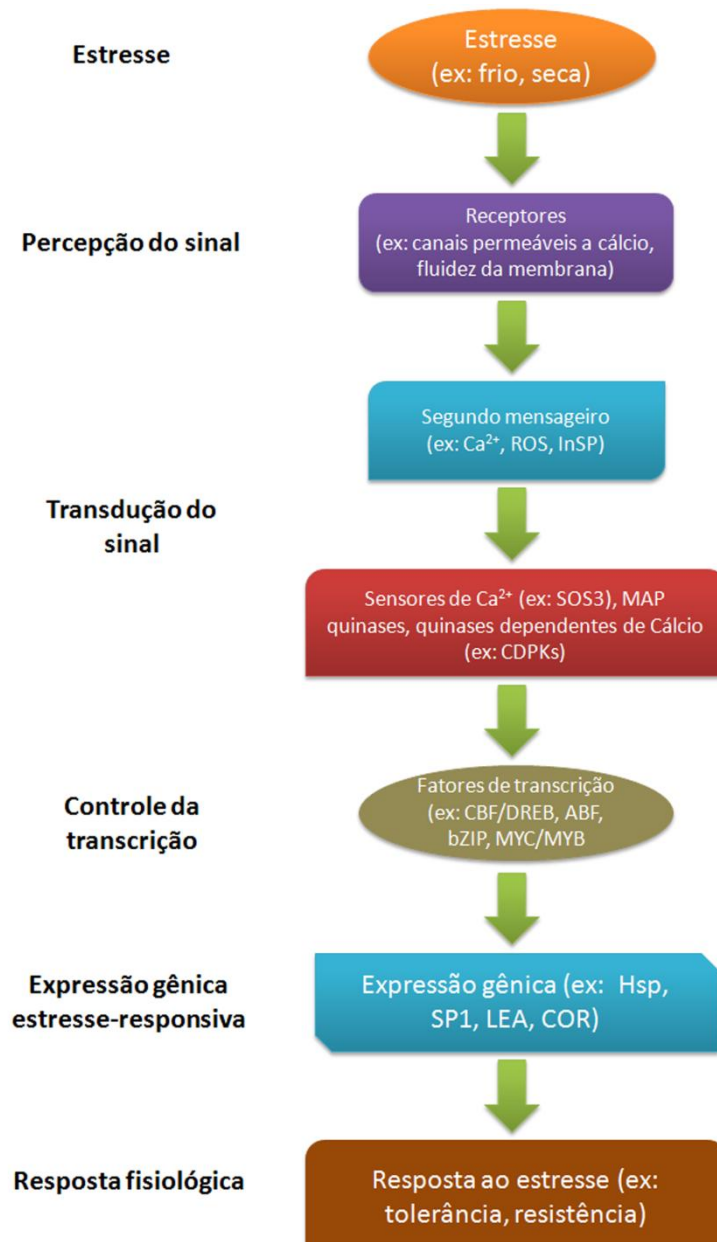 Estresse
Estresse
(ex: frio, seca)
Percepção do sinal
Receptores
(ex: canais permeáveis a cálcio,
fluidez da membrana)
Segundo mensageiro
(ex: Ca²⁺, ROS, InSP)
Transdução do
sinal
Sensores de Ca²⁺ (ex: SOS3), MAP
quinases, quinases dependentes de Cálcio
(ex: CDPKs)
Controle da
transcrição
Fatores de transcrição
(ex: CBF/DREB, ABF,
bZIP, MYC/MYB
Expressão gênica
estresse-responsiva
Expressão gênica (ex: Hsp,
SP1, LEA, COR)
Resposta fisiológica
Resposta ao estresse (ex:
tolerância, resistência)